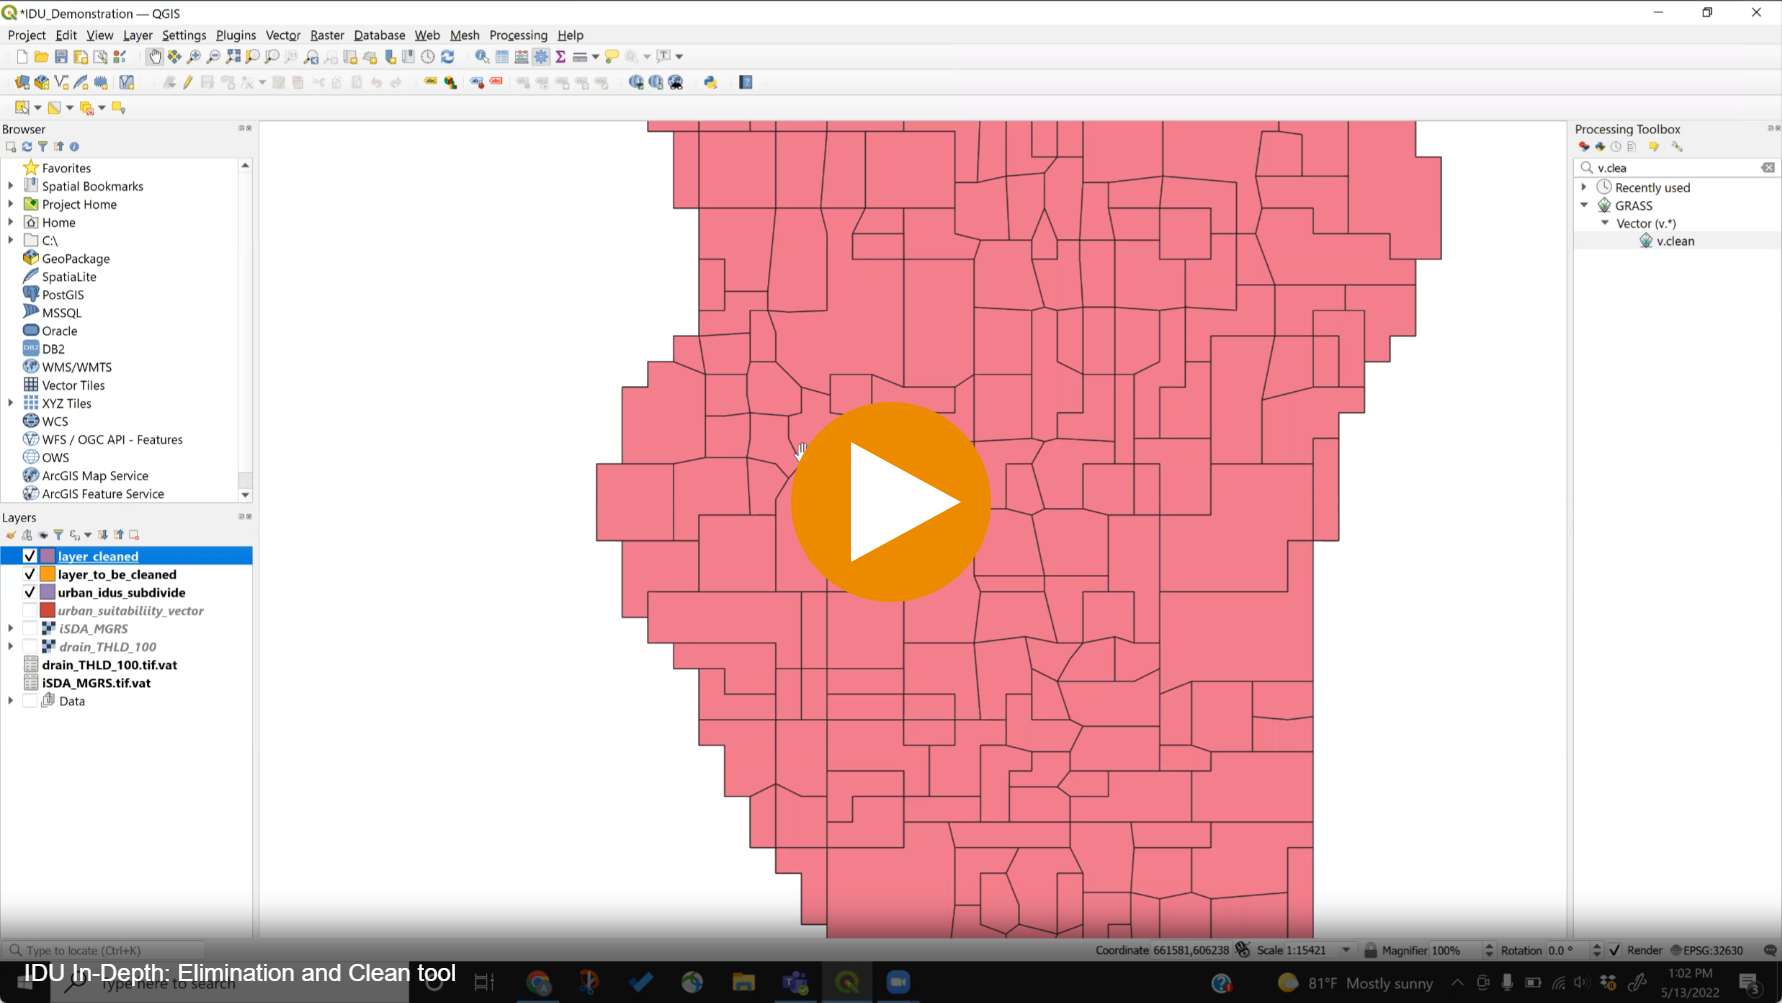 *IDU_Demonstration — QGIS
Project Edit View Layer Settings Plugins Vector Raster Database Web Mesh Processing Help
Browser
Favorites
Spatial Bookmarks
Project Home
Home
C:\
GeoPackage
SpatiaLite
PostGIS
MSSQL
Oracle
DB2
WMS/WMTS
Vector Tiles
XYZ Tiles
WCS
WFS / OGC API - Features
OWS
ArcGIS Map Service
ArcGIS Feature Service
Layers
layer_cleaned
layer_to_be_cleaned
urban_idus_subdivide
urban_suitabiliity_vector
iSDA_MGRS
drain_THLD_100
drain_THLD_100.tif.vat
iSDA_MGRS.tif.vat
Data
Processing Toolbox
v.clea
Recently used
GRASS
Vector (v.*)
v.clean
Type to locate (Ctrl+K)
Coordinate 661581,606238 Scale 1:15421 Magnifier 100% Rotation 0.0 ° Render EPSG:32630
IDU In-Depth: Elimination and Clean tool
Type here to search
81°F Mostly sunny
1:02 PM
5/13/2022
3